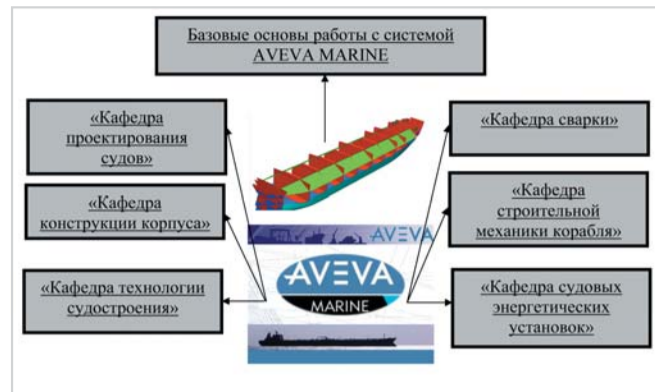 Базовые основы работы с системой
AVEVA MARINE
«Кафедра
проектирования
судов»
«Кафедра сварки»
«Кафедра
конструкции корпуса»
«Кафедра
строительной
механики корабля»
AVEVA
AVEVA
MARINE
«Кафедра технологии
судостроения»
«Кафедра судовых
энергетических
установок»